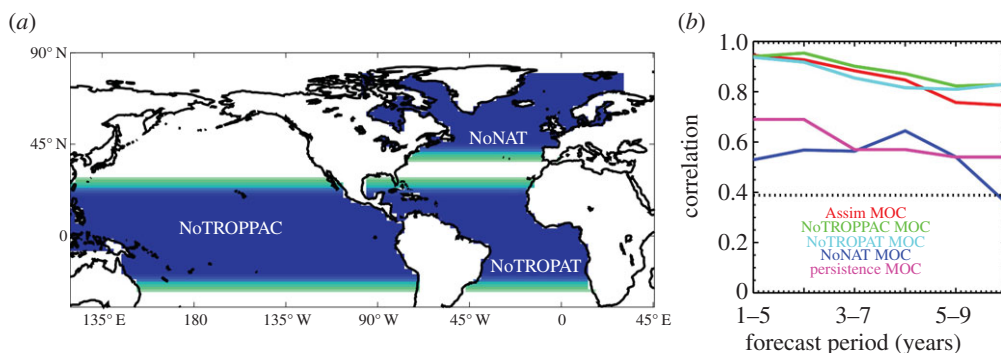 (a)
90° N
45° N
0
135° E
180
135° W
90° W
45° W
0
45° E
NoNAT
NoTROPPAC
NoTROPAT
(b)
correlation
1.0
0.8
0.6
0.4
0.2
0
Assim MOC
NoTROPPAC MOC
NoTROPAT MOC
NoNAT MOC
persistence MOC
1–5
3–7
5–9
forecast period (years)